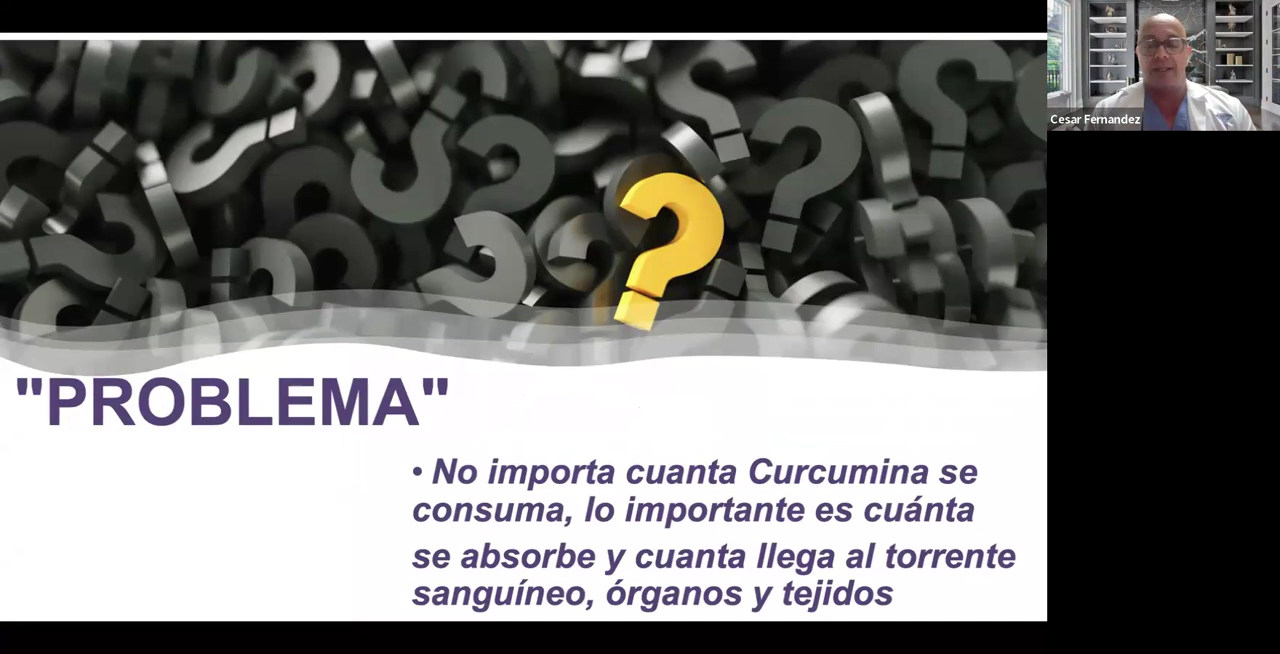 Cesar Fernandez
"PROBLEMA"
• No importa cuanta Curcumina se
consuma, lo importante es cuánta
se absorbe y cuanta llega al torrente
sanguíneo, órganos y tejidos